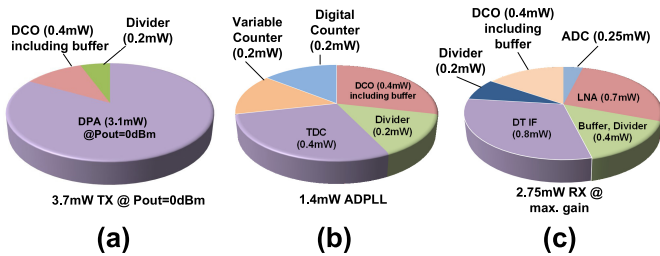 DCO (0.4mW)
including buffer
Divider
(0.2mW)
DPA (3.1mW)
@Pout=0dBm
3.7mW TX @ Pout=0dBm
(a)
Variable
Counter
(0.2mW)
Digital
Counter
(0.2mW)
DCO (0.4mW)
including buffer
Divider
(0.2mW)
TDC
(0.4mW)
1.4mW ADPLL
(b)
DCO (0.4mW)
including
buffer
Divider
(0.2mW)
ADC (0.25mW)
LNA (0.7mW)
DT IF
(0.8mW)
Buffer, Divider
(0.4mW)
2.75mW RX @
max. gain
(c)